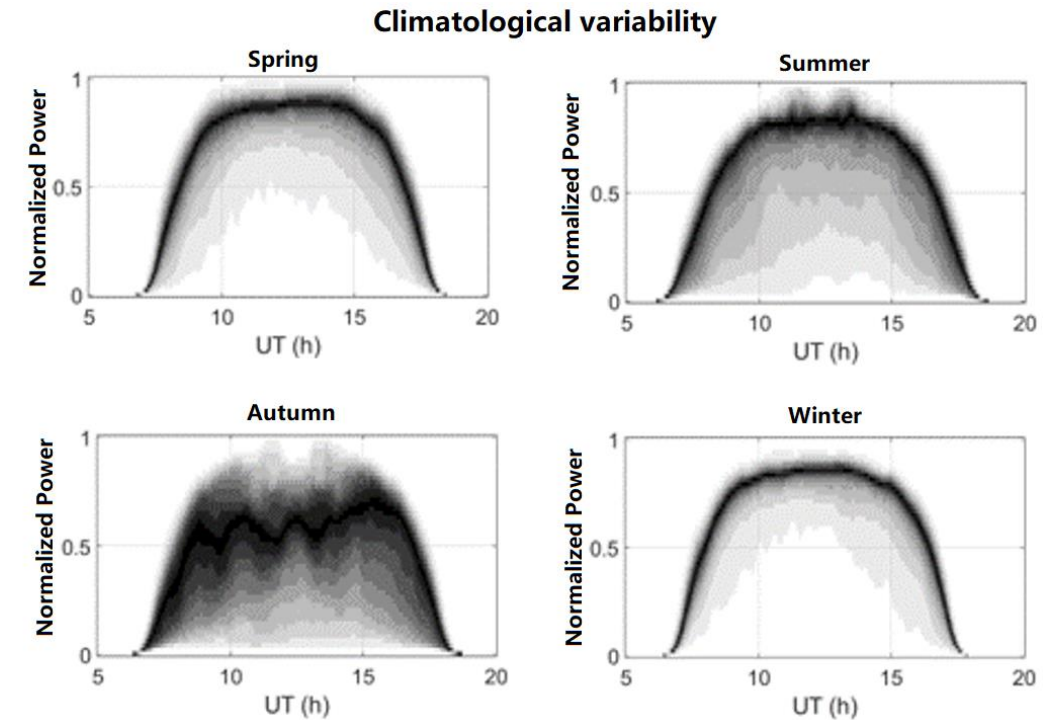 Climatological variability
Spring
Normalized Power
1
0.5
0
5 10 15 20
UT (h)
Summer
Normalized Power
1
0.5
0
5 10 15 20
UT (h)
Autumn
Normalized Power
1
0.5
0
5 10 15 20
UT (h)
Winter
Normalized Power
1
0.5
0
5 10 15 20
UT (h)